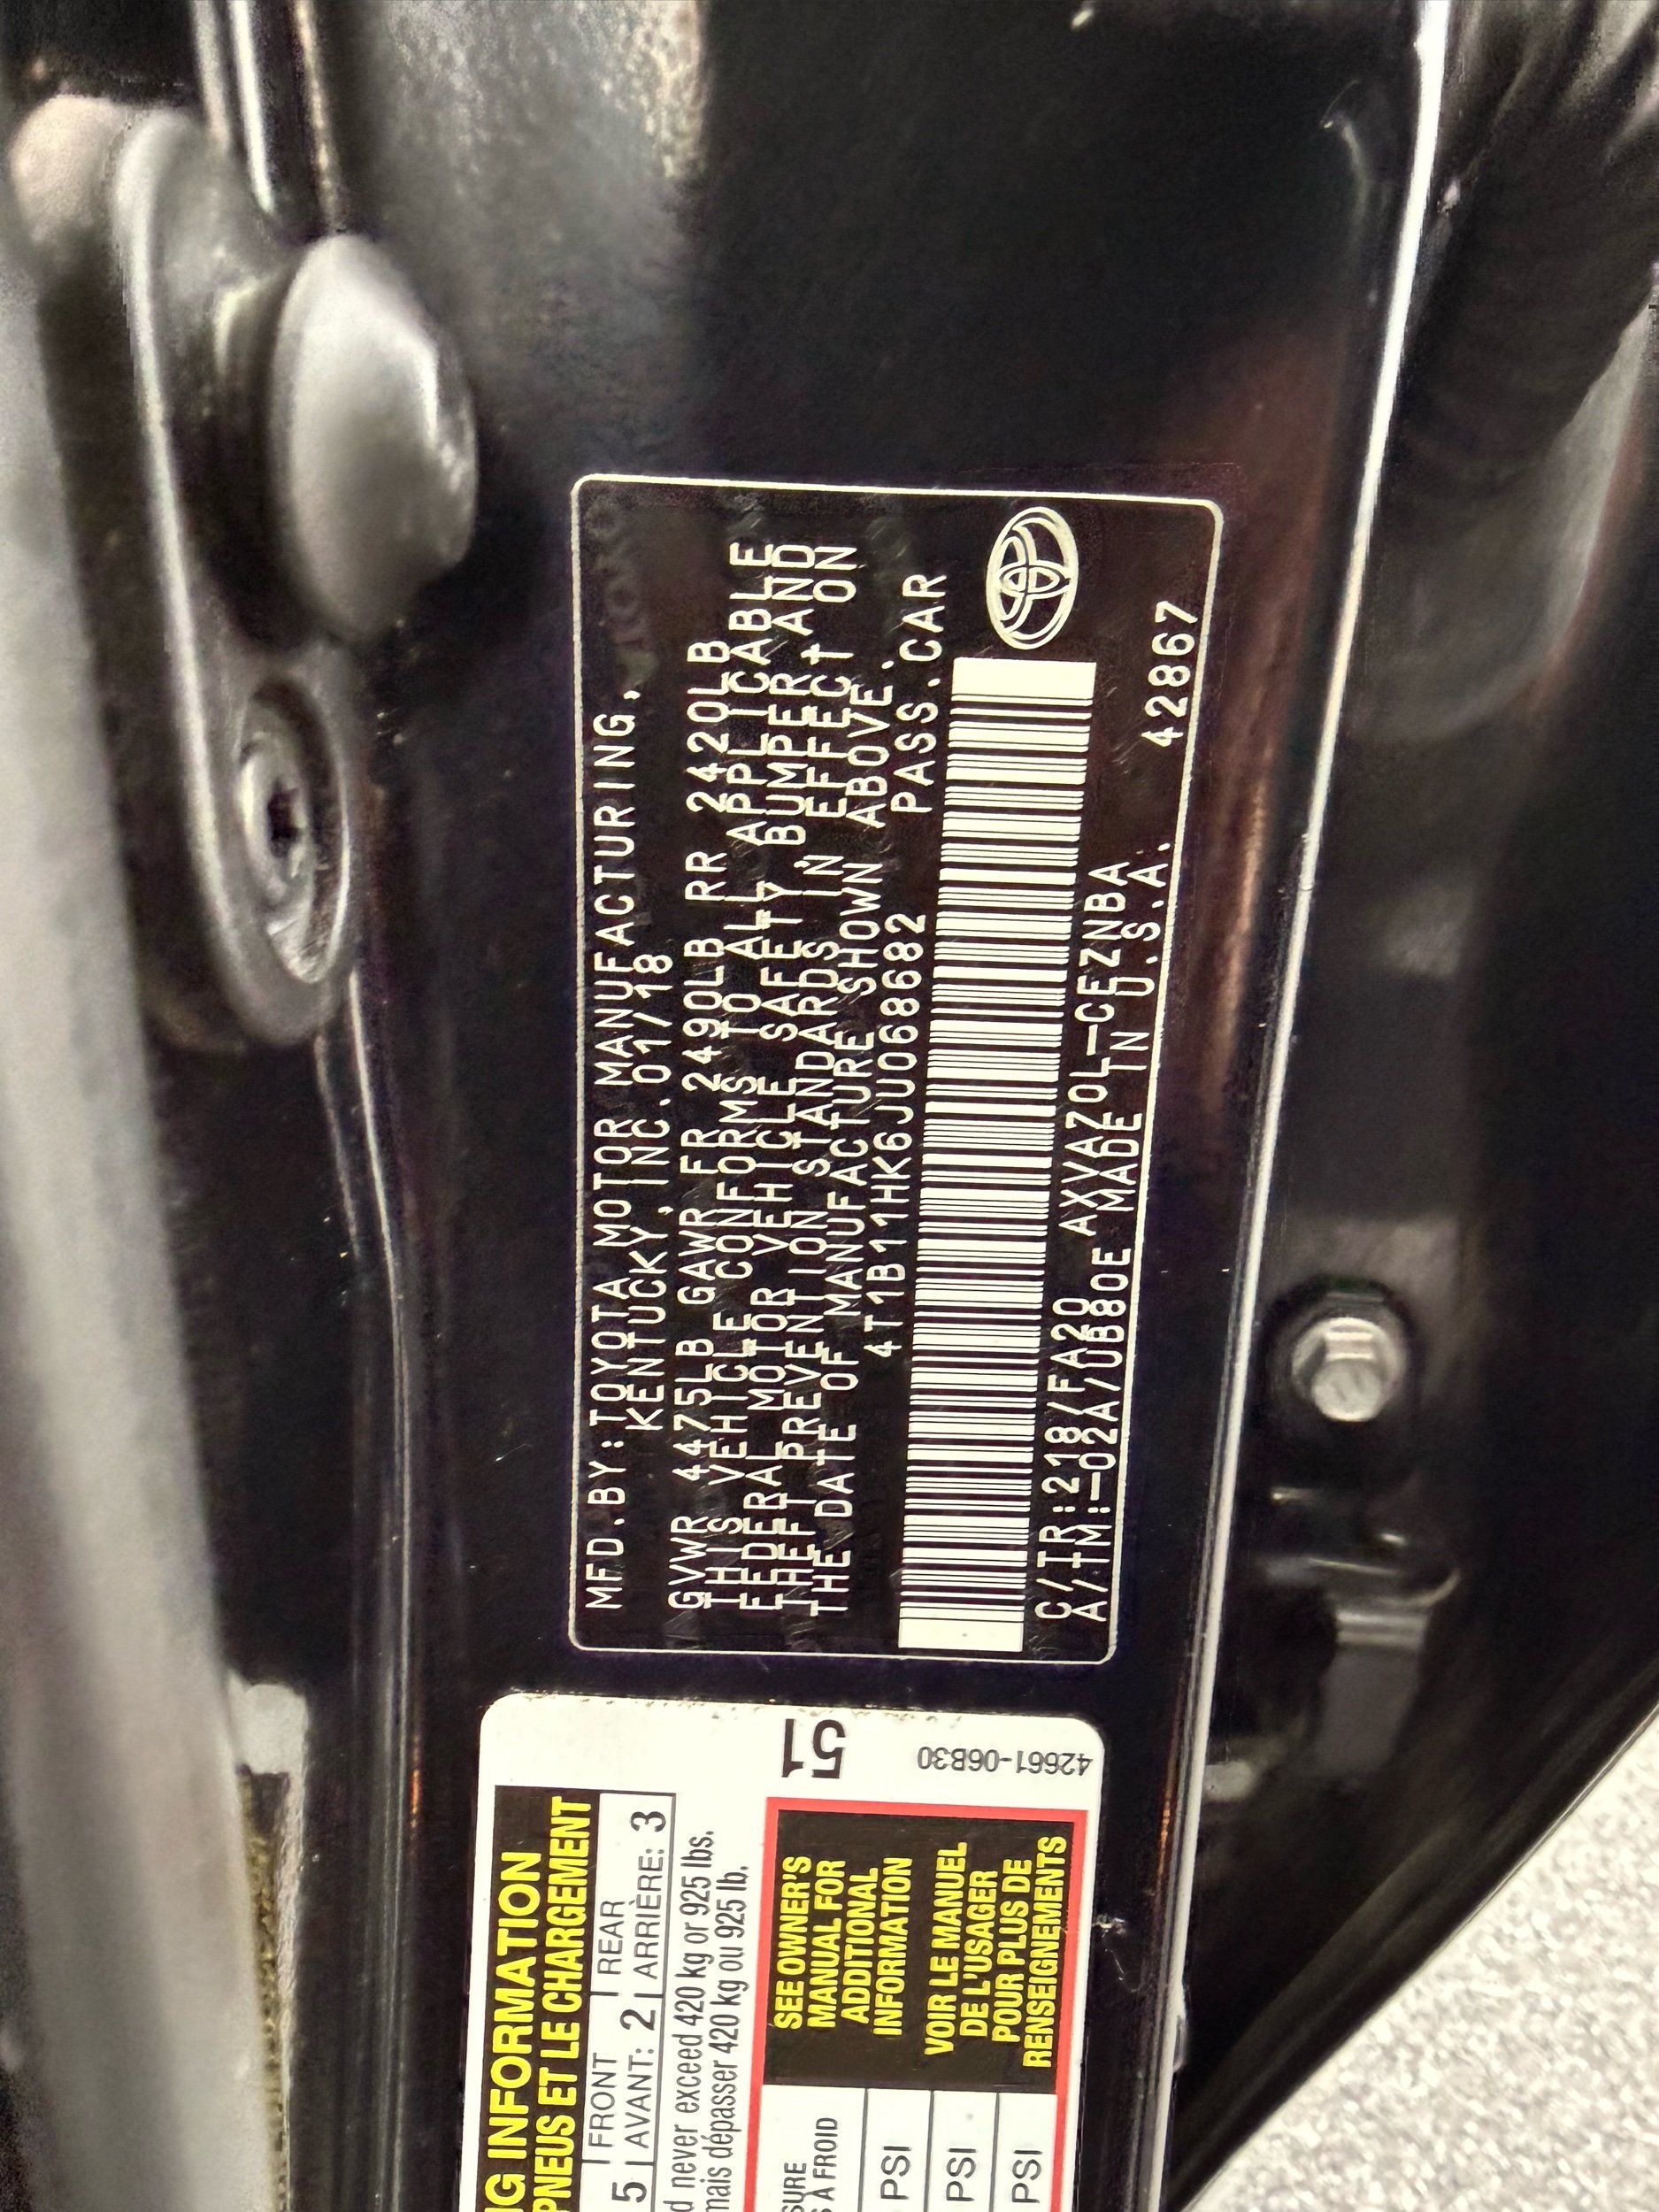 MFD.BY:TOYOTA MOTOR MANUFACTURING,
KENTUCKY, INC. 01/18
GVWR 4475LB GAWR FR 2490LB RR 2420LB
THIS VEHICLE CONFORMS TO ALL APPLICABLE
FEDERAL MOTOR VEHICLE SAFETY, BUMPER AND
THEFT PREVENTION STANDARDS IN EFFECT ON
THE DATE OF MANUFACTURE SHOWN ABOVE.
4T1B11HK6JU068682 PASS.CAR
C/TR:218/FA20 AXVA70L-CEZNBA
A/TM:-02A/UB80E MADE IN U.S.A. 42867
51
42661-06B30
NG INFORMATION
PNEUS ET LE CHARGEMENT
5 FRONT AVANT: 2 REAR ARRIÈRE: 3
never exceed 420 kg or 925 lbs.
mais dépasser 420 kg ou 925 lb.
SEE OWNER'S
MANUAL FOR
ADDITIONAL
INFORMATION
VOIR LE MANUEL
DE L'USAGER
POUR PLUS DE
RENSEIGNEMENTS
À FROID
PSI
PSI
PSI